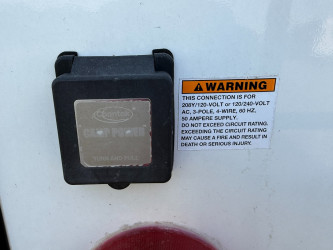 WARNING
THIS CONNECTION IS FOR
208Y/120-VOLT or 120/240-VOLT
AC, 3-POLE, 4-WIRE, 60 HZ,
50 AMPERE SUPPLY.
DO NOT EXCEED CIRCUIT RATING.
EXCEEDING THE CIRCUIT RATING
MAY CAUSE A FIRE AND RESULT IN
DEATH OR SERIOUS INJURY.